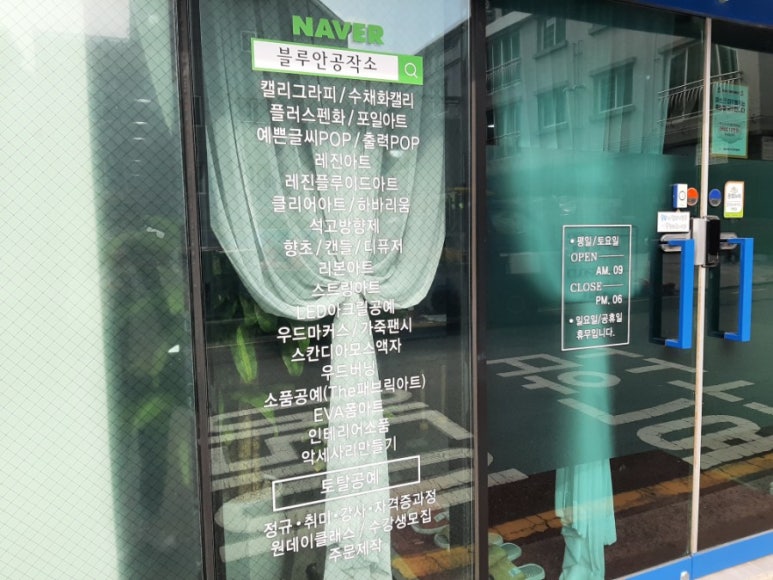 NAVER
블루안공작소
캘리그라피 / 수채화캘리
플러스펜화 / 포일아트
예쁜글씨POP / 출력POP
레진아트
레진플루이드아트
클리어아트 / 하바리움
석고방향제
향초 / 캔들 / 디퓨저
리본아트
스트링아트
LED아크릴공예
우드마커스 / 가죽팬시
스칸디아모스액자
우드버닝
소품공예(The패브릭아트)
EVA폼아트
인테리어소품
악세사리만들기
토탈공예
정규·취미·강사·자격증과정
원데이클래스 / 수강생모집
주문제작
• 평일/토요일
OPEN
AM. 09
CLOSE
PM. 06
• 일요일/공휴일
휴무입니다.